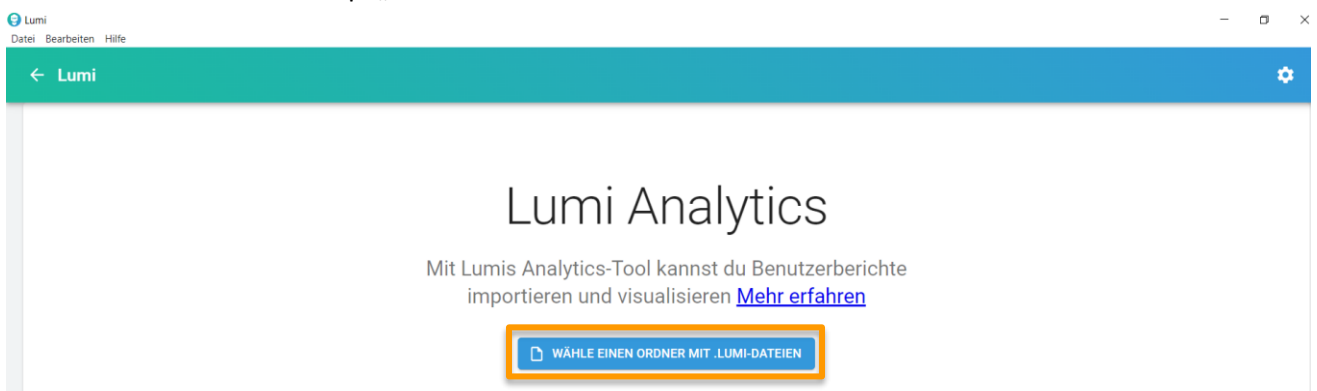 Lumi
Datei Bearbeiten Hilfe
← Lumi
Lumi Analytics
Mit Lumis Analytics-Tool kannst du Benutzerberichte
importieren und visualisieren Mehr erfahren
WÄHLE EINEN ORDNER MIT .LUMI-DATEIEN